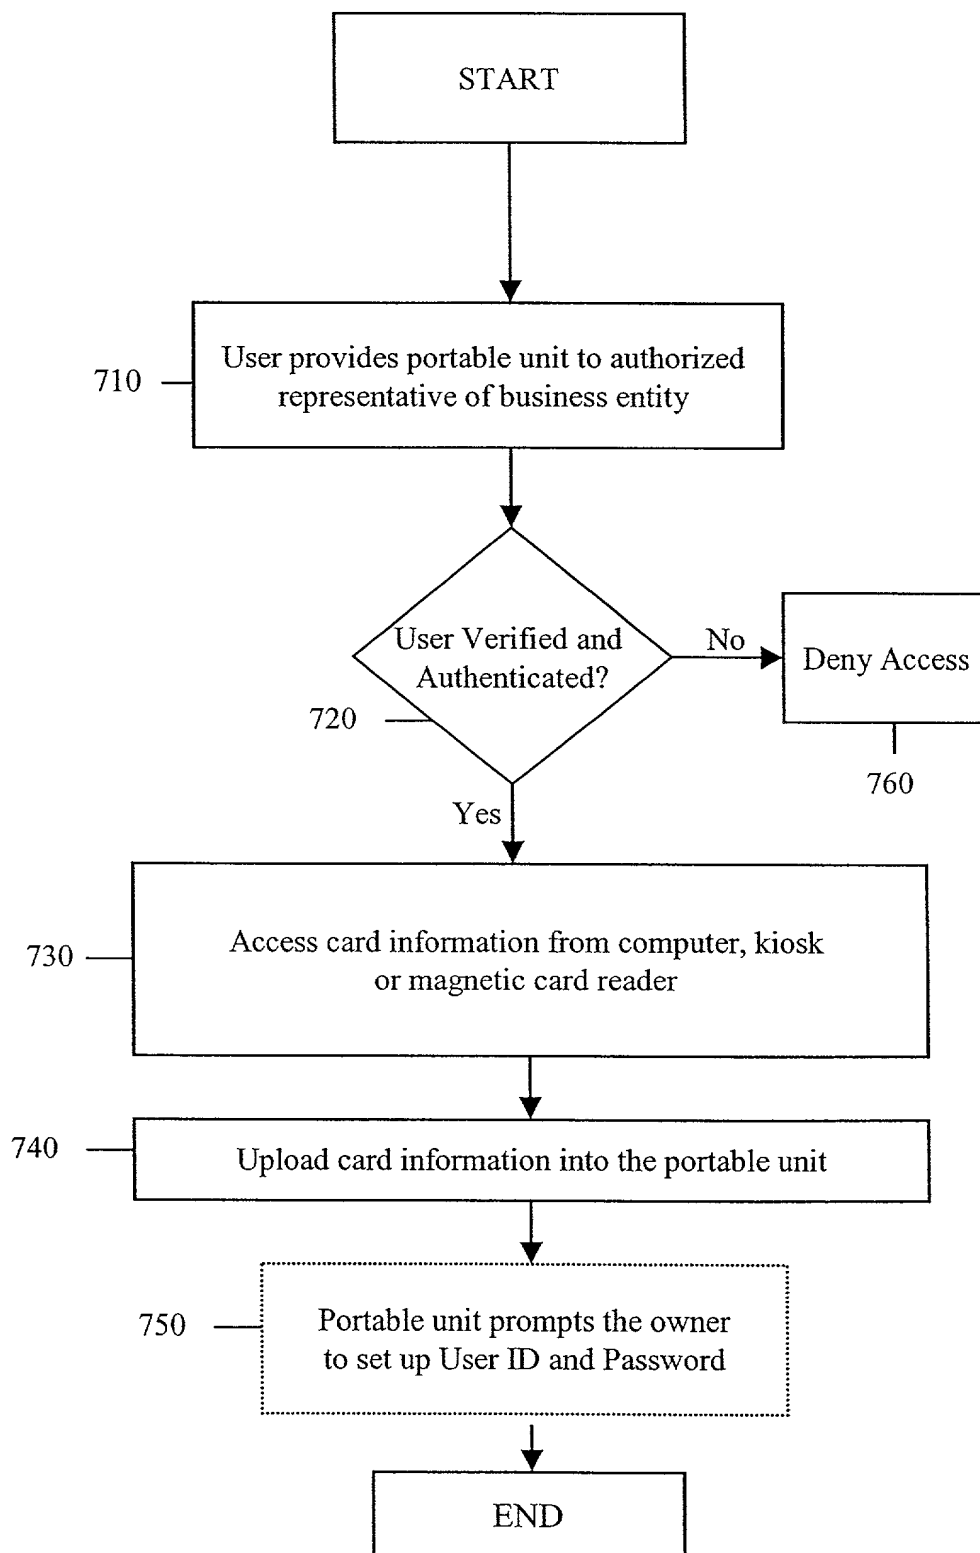 START
User provides portable unit to authorized
representative of business entity
710
User Verified and
Authenticated?
No
Deny Access
720
760
Yes
Access card information from computer, kiosk
or magnetic card reader
730
740
Upload card information into the portable unit
750
Portable unit prompts the owner
to set up User ID and Password
END